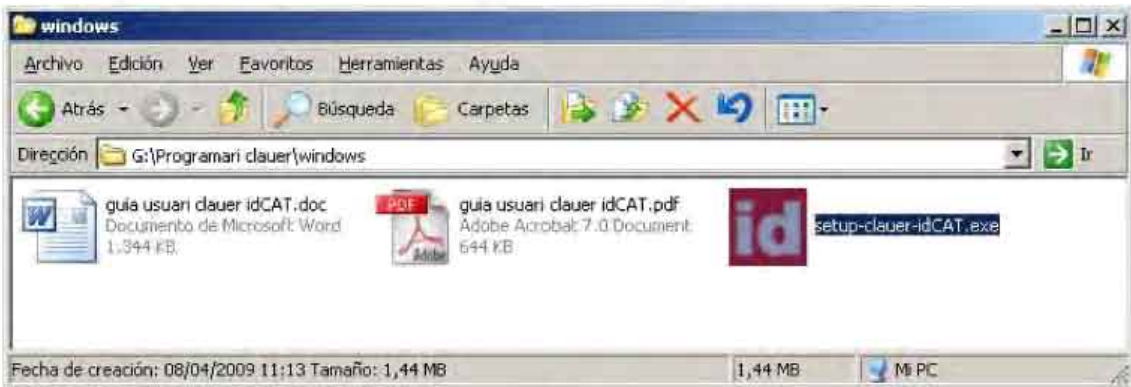 windows
Archivo Edición Ver Favoritos Herramientas Ayuda
Atrás Búsqueda Carpetas
Dirección G:\Programari clauer\windows Ir
guia usuari clauer idCAT.doc
Documento de Microsoft Word
1.344 KB
PDF
Adobe
guia usuari clauer idCAT.pdf
Adobe Acrobat 7.0 Document
644 KB
id
setup-clauer-idCAT.exe
Fecha de creación: 08/04/2009 11:13 Tamaño: 1,44 MB 1,44 MB Mi PC